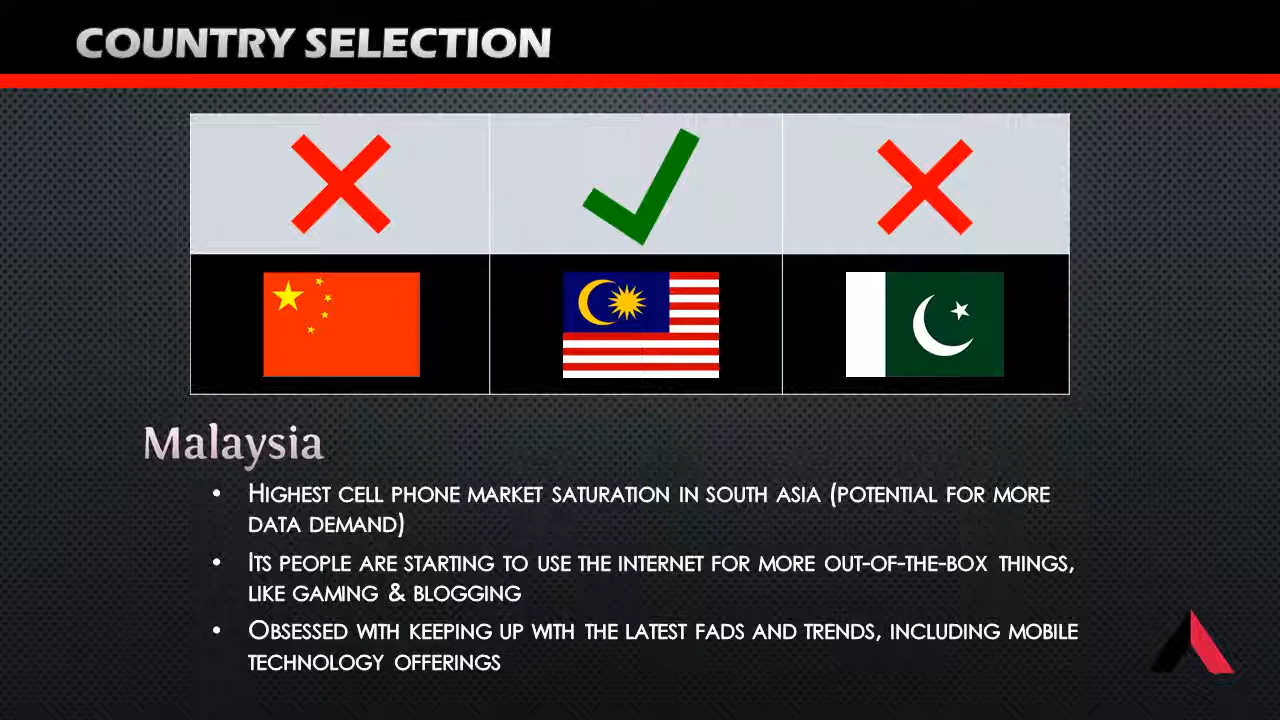 COUNTRY SELECTION
Malaysia
• HIGHEST CELL PHONE MARKET SATURATION IN SOUTH ASIA (POTENTIAL FOR MORE
DATA DEMAND)
• ITS PEOPLE ARE STARTING TO USE THE INTERNET FOR MORE OUT-OF-THE-BOX THINGS,
LIKE GAMING & BLOGGING
• OBSESSED WITH KEEPING UP WITH THE LATEST FADS AND TRENDS, INCLUDING MOBILE
TECHNOLOGY OFFERINGS